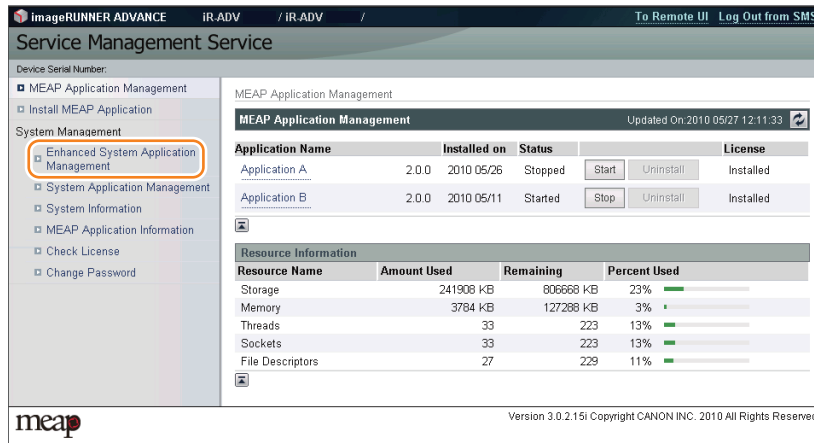 imageRUNNER ADVANCE iR-ADV / iR-ADV / To Remote UI Log Out from SMS
Service Management Service
Device Serial Number:
MEAP Application Management
Install MEAP Application
System Management
Enhanced System Application
Management
System Application Management
System Information
MEAP Application Information
Check License
Change Password
MEAP Application Management
MEAP Application Management Updated On:2010 05/27 12:11:33
Application Name Installed on Status License
Application A 2.0.0 2010 05/26 Stopped Start Uninstall Installed
Application B 2.0.0 2010 05/11 Started Stop Uninstall Installed
Resource Information
Resource Name Amount Used Remaining Percent Used
Storage 241908 KB 806668 KB 23%
Memory 3784 KB 127288 KB 3%
Threads 33 223 13%
Sockets 33 223 13%
File Descriptors 27 229 11%
meap Version 3.0.2.15i Copyright CANON INC. 2010 All Rights Reserved